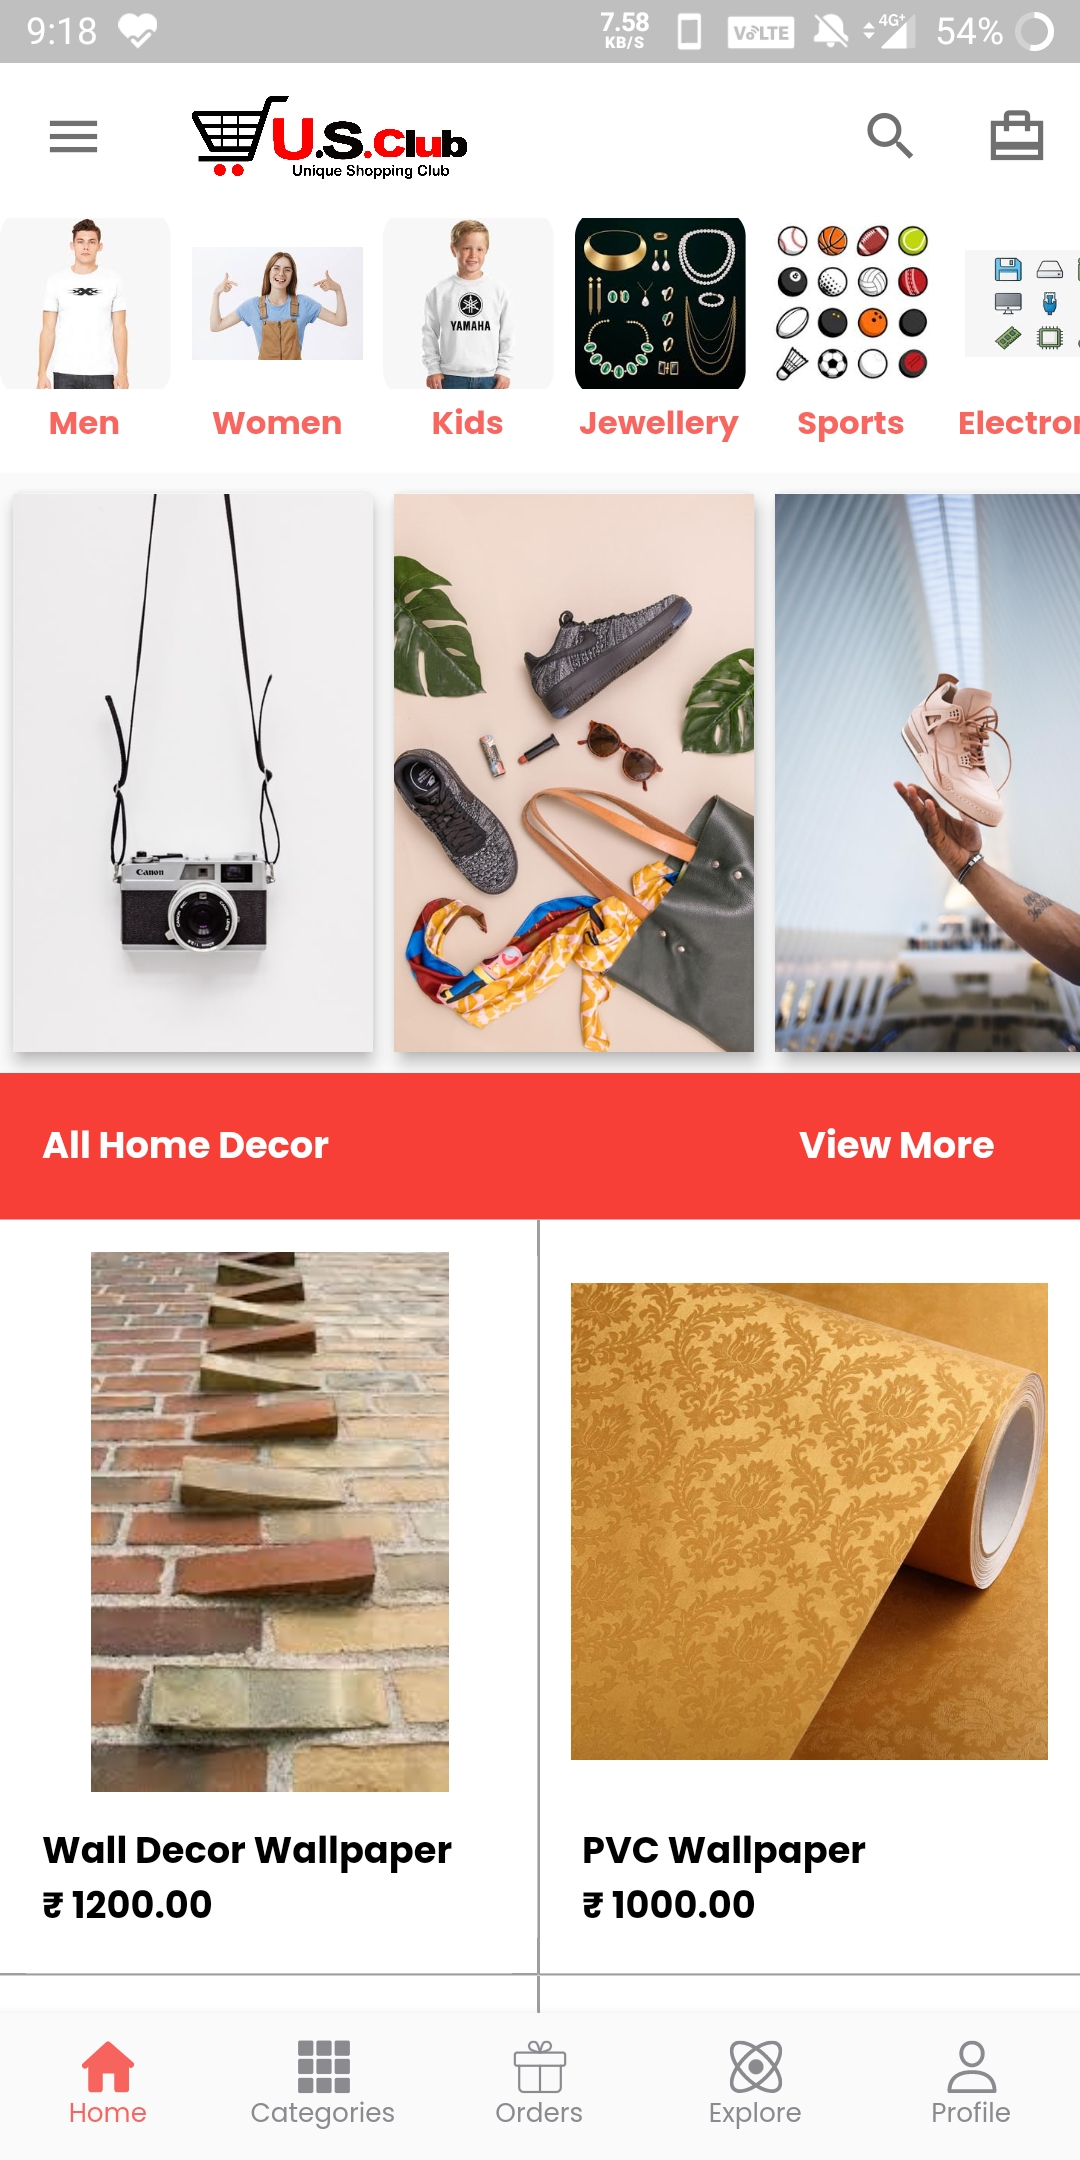 9:18
7.58
KB/S
VoLTE
4G+
54%
U.S.Club
Unique Shopping Club
YAMAHA
Men
Women
Kids
Jewellery
Sports
Electron
Canon
All Home Decor
View More
Wall Decor Wallpaper
₹ 1200.00
PVC Wallpaper
₹ 1000.00
Home
Categories
Orders
Explore
Profile